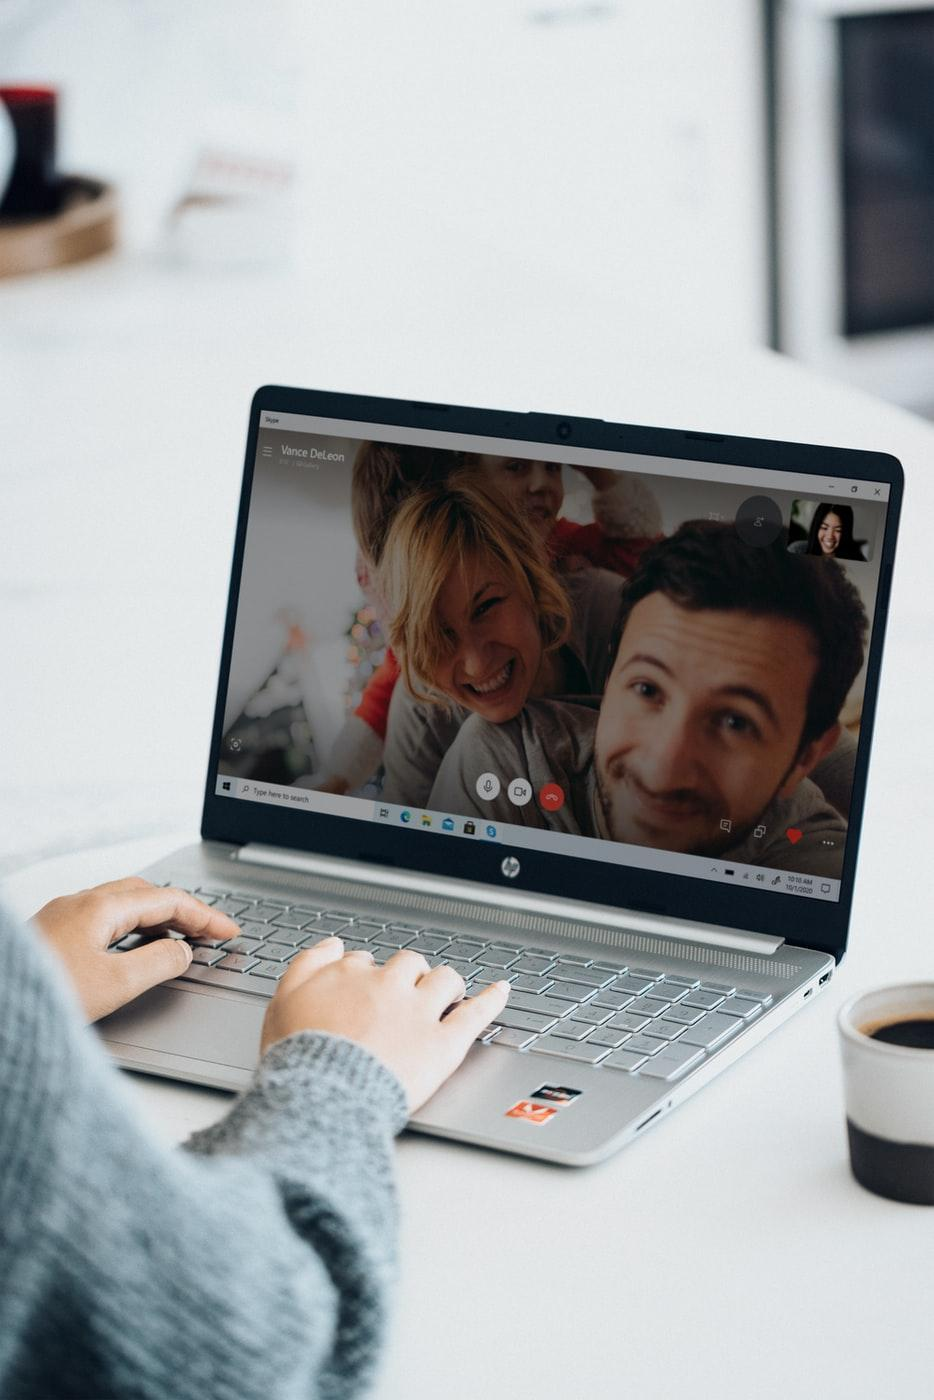 Skype
Vance DeLeon
Type here to search
10:10 AM
10/1/2020
hp